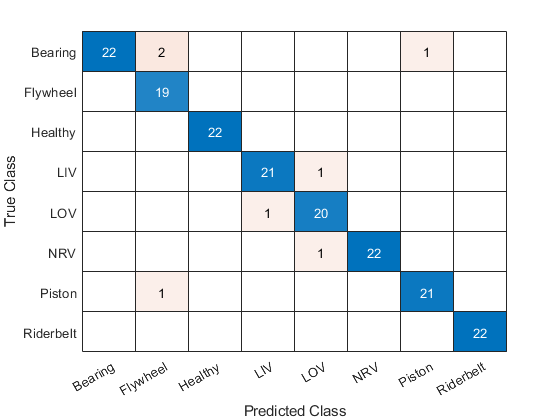 Bearing 22 2 1
Flywheel 19
Healthy 22
LIV 21 1
LOV 1 20
NRV 1 22
Piston 1 21
Riderbelt 22
True Class
Bearing Flywheel Healthy LIV LOV NRV Piston Riderbelt
Predicted Class